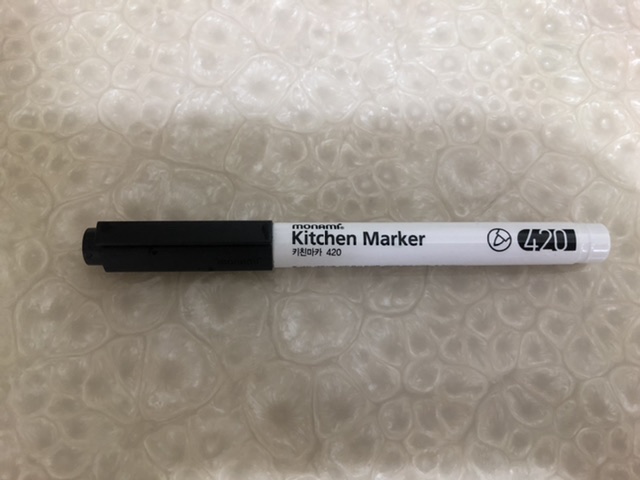 monami®
Kitchen Marker
키친마카 420
420